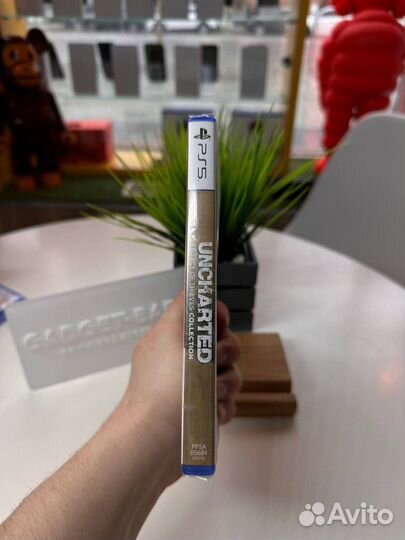 PS5
UNCHARTED
LEGACY OF THIEVES COLLECTION
PPSA
05684
GADGET-BAR
Avito